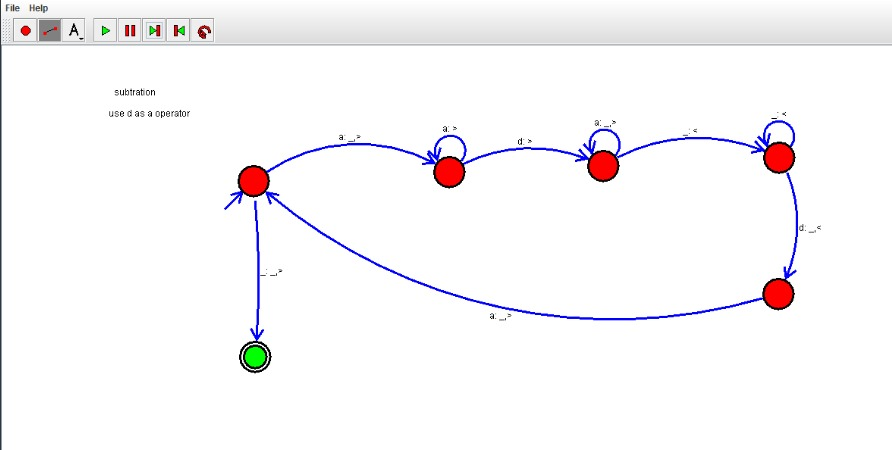 File Help
A
subtration
use d as a operator
a: _,>
a: >
d: >
a: _,>
_: <
_: <
d: _,<
_: _,>
a: _,>